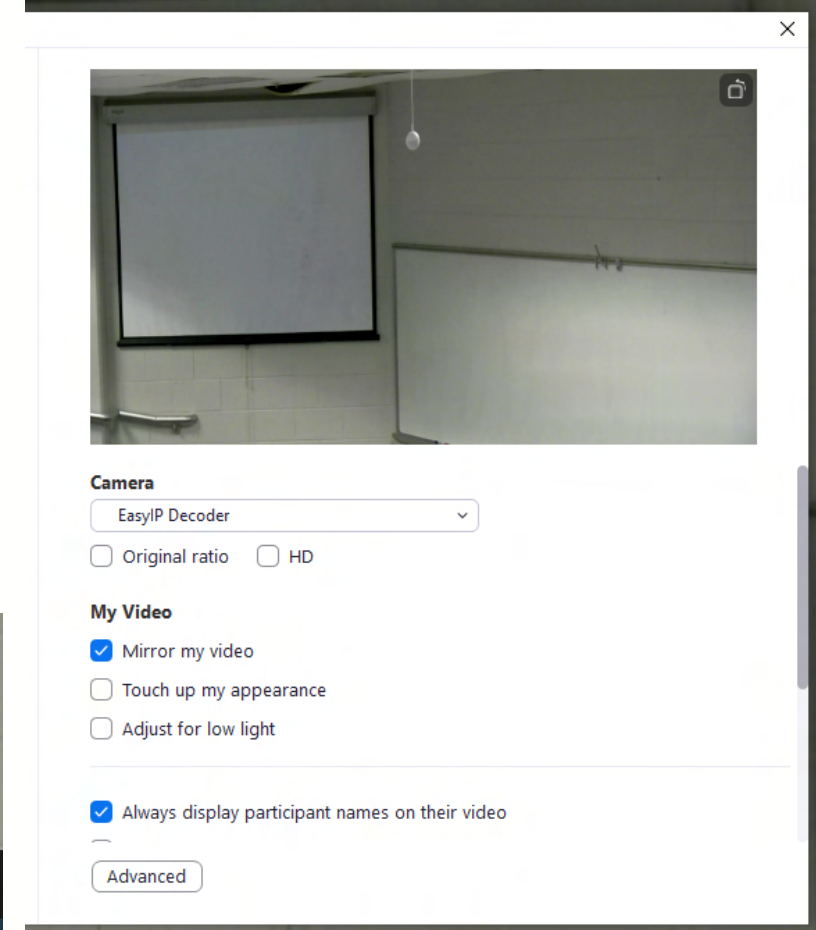 Camera
EasyIP Decoder
Original ratio HD
My Video
Mirror my video
Touch up my appearance
Adjust for low light
Always display participant names on their video
Advanced